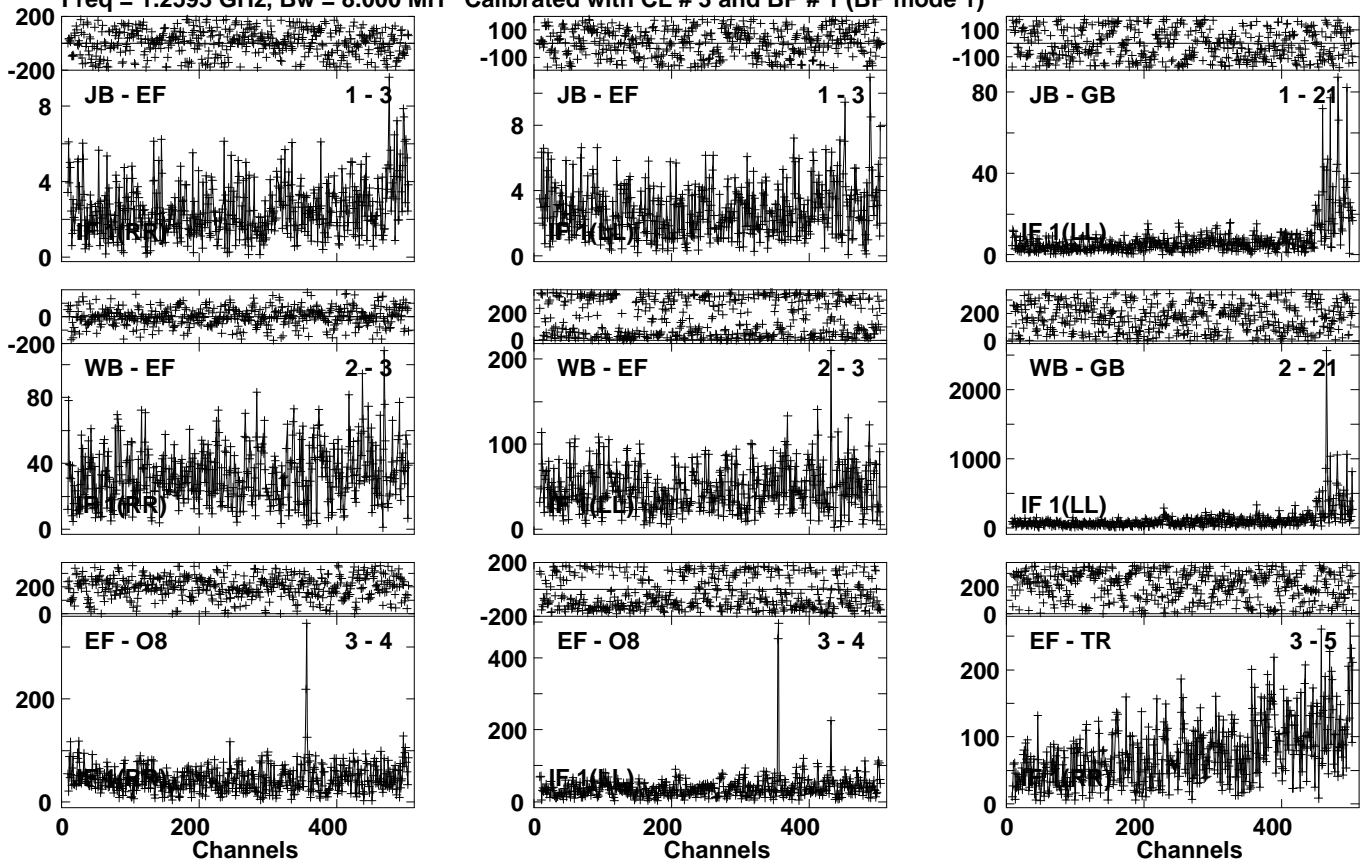 Freq = 1.2593 GHz, Bw = 8.000 MH Calibrated with CL # 3 and BP # 1 (BP mode 1)
200
-200
JB - EF 1 - 3
8
4
0
IF 1(RR)
100
-100
JB - EF 1 - 3
8
4
0
IF 1(LL)
100
-100
JB - GB 1 - 21
80
40
0
IF 1(LL)
0
-200
WB - EF 2 - 3
80
40
0
IF 1(RR)
200
0
WB - EF 2 - 3
200
100
0
IF 1(LL)
200
0
WB - GB 2 - 21
2000
1000
0
IF 1(LL)
200
0
EF - O8 3 - 4
200
0
IF 1(RR)
0 200 400
Channels
200
-200
EF - O8 3 - 4
400
200
0
IF 1(LL)
0 200 400
Channels
200
0
EF - TR 3 - 5
200
100
0
IF 1(RR)
0 200 400
Channels